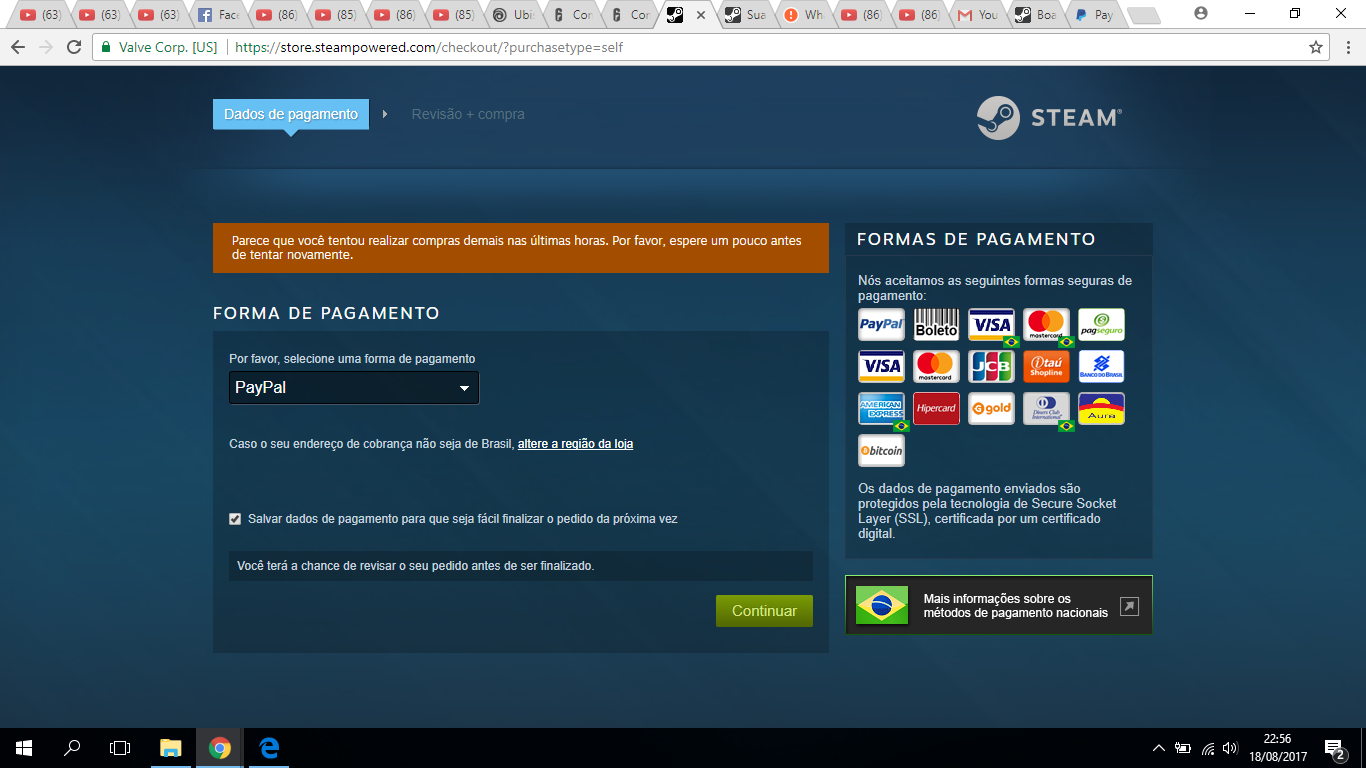 (63)
(63)
(63)
Face
(86)
(85)
(86)
(85)
Ubis
Cor
Cor
Sua
Wh
(86)
(86)
You
Boa
Pay
Valve Corp. [US]
https://store.steampowered.com/checkout/?purchasetype=self
Dados de pagamento
Revisão + compra
STEAM®
Parece que você tentou realizar compras demais nas últimas horas. Por favor, espere um pouco antes
de tentar novamente.
FORMA DE PAGAMENTO
Por favor, selecione uma forma de pagamento
PayPal
Caso o seu endereço de cobrança não seja de Brasil, altere a região da loja
Salvar dados de pagamento para que seja fácil finalizar o pedido da próxima vez
Você terá a chance de revisar o seu pedido antes de ser finalizado.
Continuar
FORMAS DE PAGAMENTO
Nós aceitamos as seguintes formas seguras de
pagamento:
PayPal
Boleto
VISA
mastercard
pagseguro
VISA
mastercard
JCB
Itaú
Shopline
BANCO DO BRASIL
AMERICAN
EXPRESS
Hipercard
gold
Diners Club
International
Aura
bitcoin
Os dados de pagamento enviados são
protegidos pela tecnologia de Secure Socket
Layer (SSL), certificada por um certificado
digital.
Mais informações sobre os
métodos de pagamento nacionais
22:56
18/08/2017
2